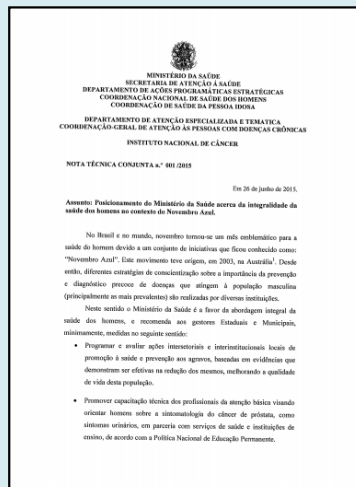 MINISTÉRIO DA SAÚDE
SECRETARIA DE ATENÇÃO À SAÚDE
DEPARTAMENTO DE AÇÕES PROGRAMÁTICAS ESTRATÉGICAS
COORDENAÇÃO NACIONAL DE SAÚDE DOS HOMENS
COORDENAÇÃO DE SAÚDE DA PESSOA IDOSA
DEPARTAMENTO DE ATENÇÃO ESPECIALIZADA E TEMATICA
COORDENAÇÃO-GERAL DE ATENÇÃO ÀS PESSOAS COM DOENÇAS CRÔNICAS
INSTITUTO NACIONAL DE CÂNCER
NOTA TÉCNICA CONJUNTA n.° 001 /2015
Em 26 de junho de 2015.
Assunto: Posicionamento do Ministério da Saúde acerca da integralidade da
saúde dos homens no contexto do Novembro Azul.
No Brasil e no mundo, novembro tornou-se um mês emblemático para a
saúde do homem devido a um conjunto de iniciativas que ficou conhecido como:
"Novembro Azul". Este movimento teve origem, em 2003, na Austrália¹. Desde
então, diferentes estratégias de conscientização sobre a importância da prevenção
e diagnóstico precoce de doenças que atingem à população masculina
(principalmente as mais prevalentes) são realizadas por diversas instituições.
Neste sentido o Ministério da Saúde é a favor da abordagem integral da
saúde dos homens, e recomenda aos gestores Estaduais e Municipais,
minimamente, medidas no seguinte sentido:
• Programar e avaliar ações intersetoriais e interinstitucionais locais de
promoção à saúde e prevenção aos agravos, baseadas em evidências que
demonstram ser efetivas na redução dos mesmos, melhorando a qualidade
de vida desta população.
• Promover capacitação técnica dos profissionais da atenção básica visando
orientar homens sobre a sintomatologia do câncer de próstata, como
sintomas urinários, em parceria com serviços de saúde e instituições de
ensino, de acordo com a Política Nacional de Educação Permanente.